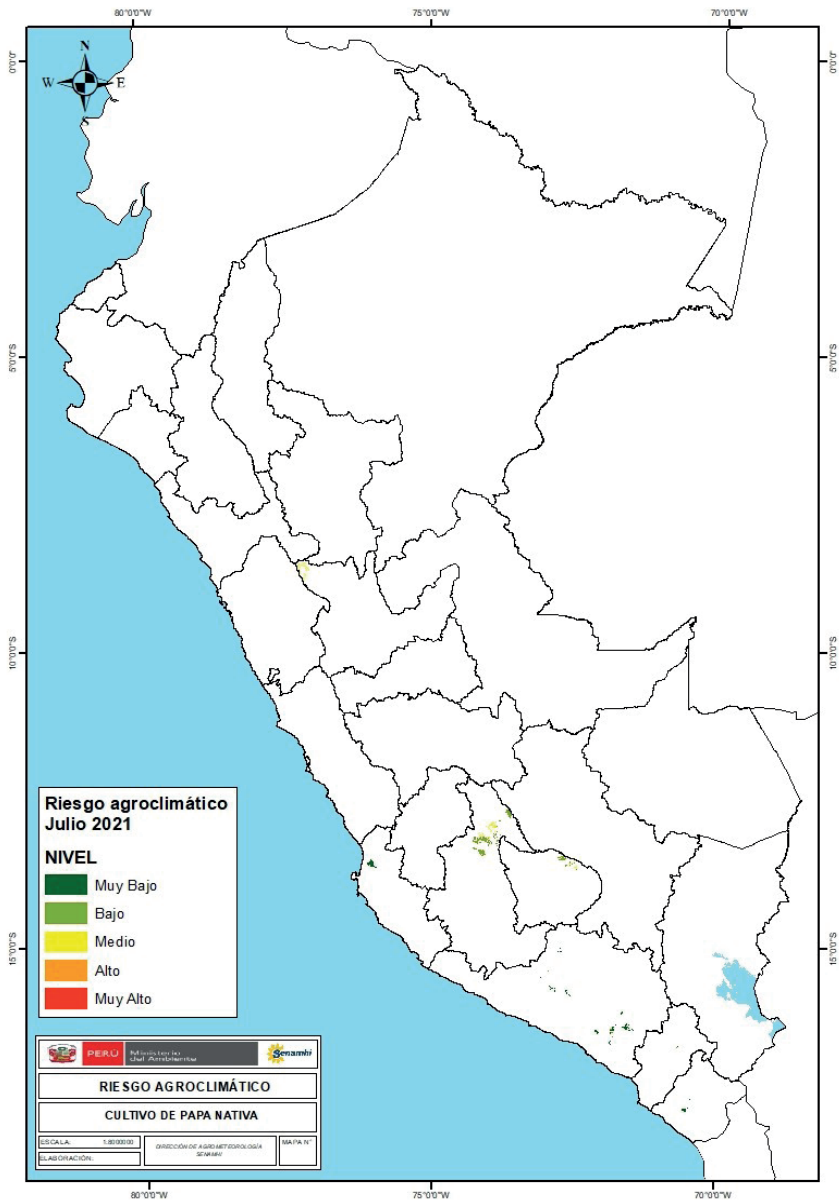 80°0'0"W 75°0'0"W 70°0'0"W
N
W E
S
0°0'0" 0°0'0"
5°0'0"S 5°0'0"S
10°0'0"S 10°0'0"S
15°0'0"S 15°0'0"S
Riesgo agroclimático
Julio 2021
NIVEL
Muy Bajo
Bajo
Medio
Alto
Muy Alto
PERÚ Ministerio
del Ambiente
Senamhi
RIESGO AGROCLIMÁTICO
CULTIVO DE PAPA NATIVA
ESCALA: 1:8000000
DIRECCIÓN DE AGROMETEOROLOGÍA
SENAMHI
MAPA N°
ELABORACIÓN:
80°0'0"W 75°0'0"W 70°0'0"W